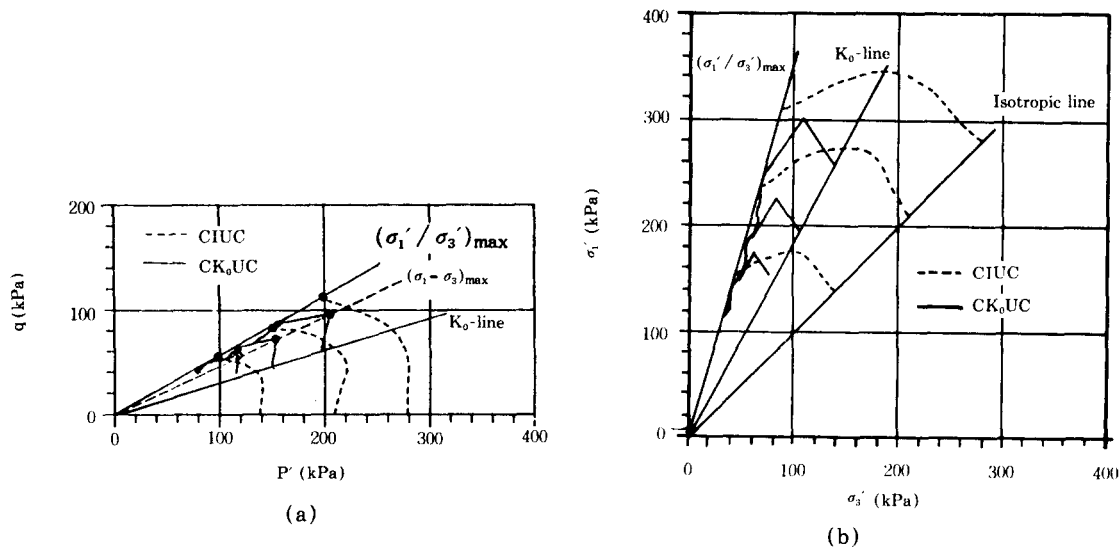 200
100
0
q (kPa)
CIUC
CK₀UC
(σ₁′/σ₃′)max
(σ₁-σ₃)max
K₀-line
0
100
200
300
400
P′ (kPa)
(a)
400
300
200
100
0
σ₁′ (kPa)
(σ₁′/σ₃′)max
K₀-line
Isotropic line
CIUC
CK₀UC
0
100
200
300
400
σ₃′ (kPa)
(b)